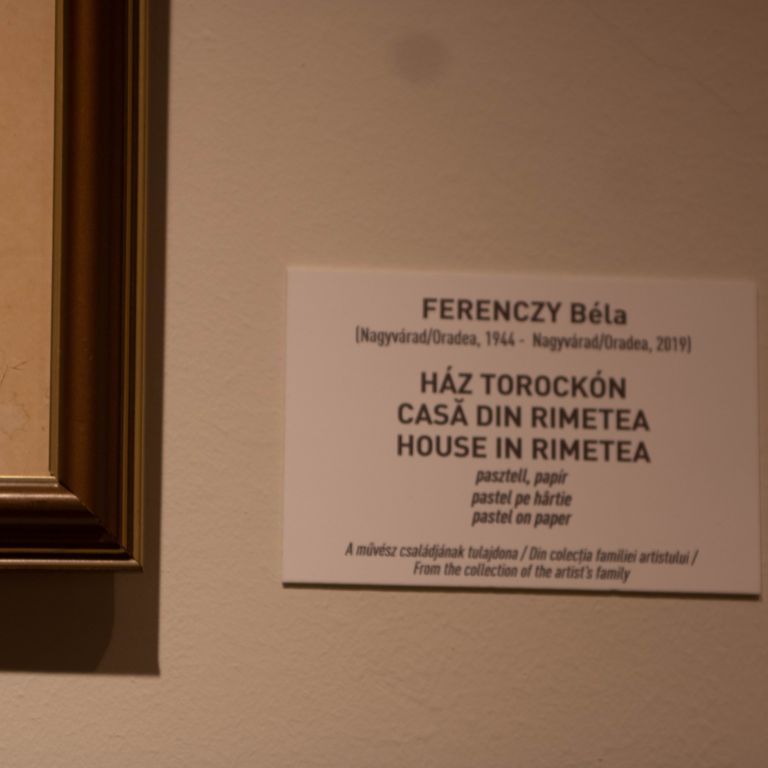 FERENCZY Béla
(Nagyvárad/Oradea, 1944 - Nagyvárad/Oradea, 2019)
HÁZ TOROCKÓN
CASĂ DIN RIMETEA
HOUSE IN RIMETEA
pasztell, papír
pastel pe hârtie
pastel on paper
A művész családjának tulajdona / Din colecția familiei artistului /
From the collection of the artist's family